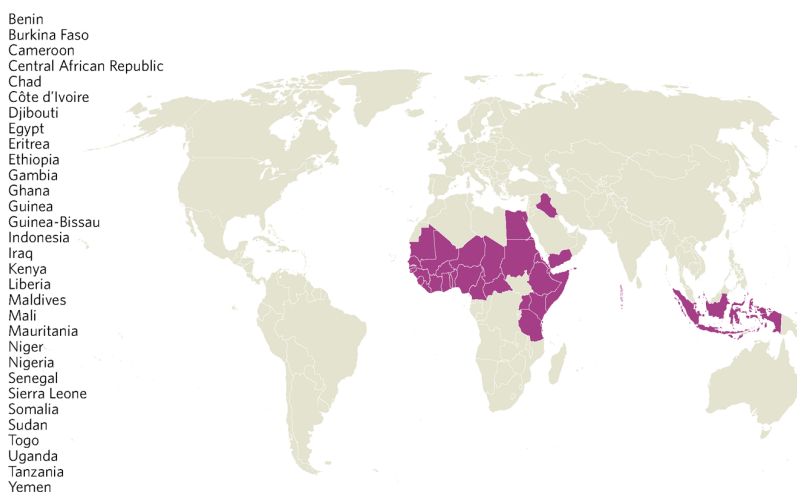 Benin
Burkina Faso
Cameroon
Central African Republic
Chad
Côte d'Ivoire
Djibouti
Egypt
Eritrea
Ethiopia
Gambia
Ghana
Guinea
Guinea-Bissau
Indonesia
Iraq
Kenya
Liberia
Maldives
Mali
Mauritania
Niger
Nigeria
Senegal
Sierra Leone
Somalia
Sudan
Togo
Uganda
Tanzania
Yemen